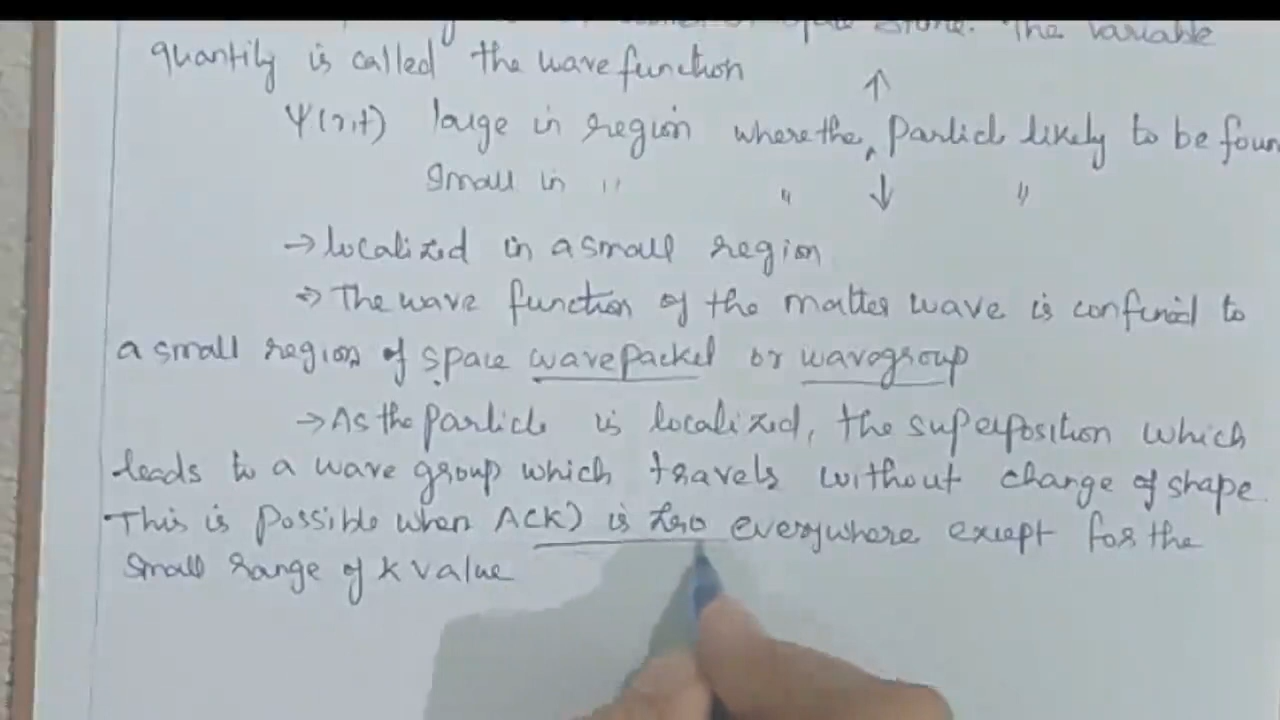 The variable
quantity is called the wave function
↑
Ψ(r,t) large in region where the, particle likely to be foun
Small in " " ↓ "
→ localized in a small region
→ The wave function of the matter wave is confined to
a small region of space wavepacket or wavegroup
→ As the particle is localized, the superposition which
leads to a wave group which travels without change of shape.
This is possible when A(K) is zero everywhere except for the
small range of k value